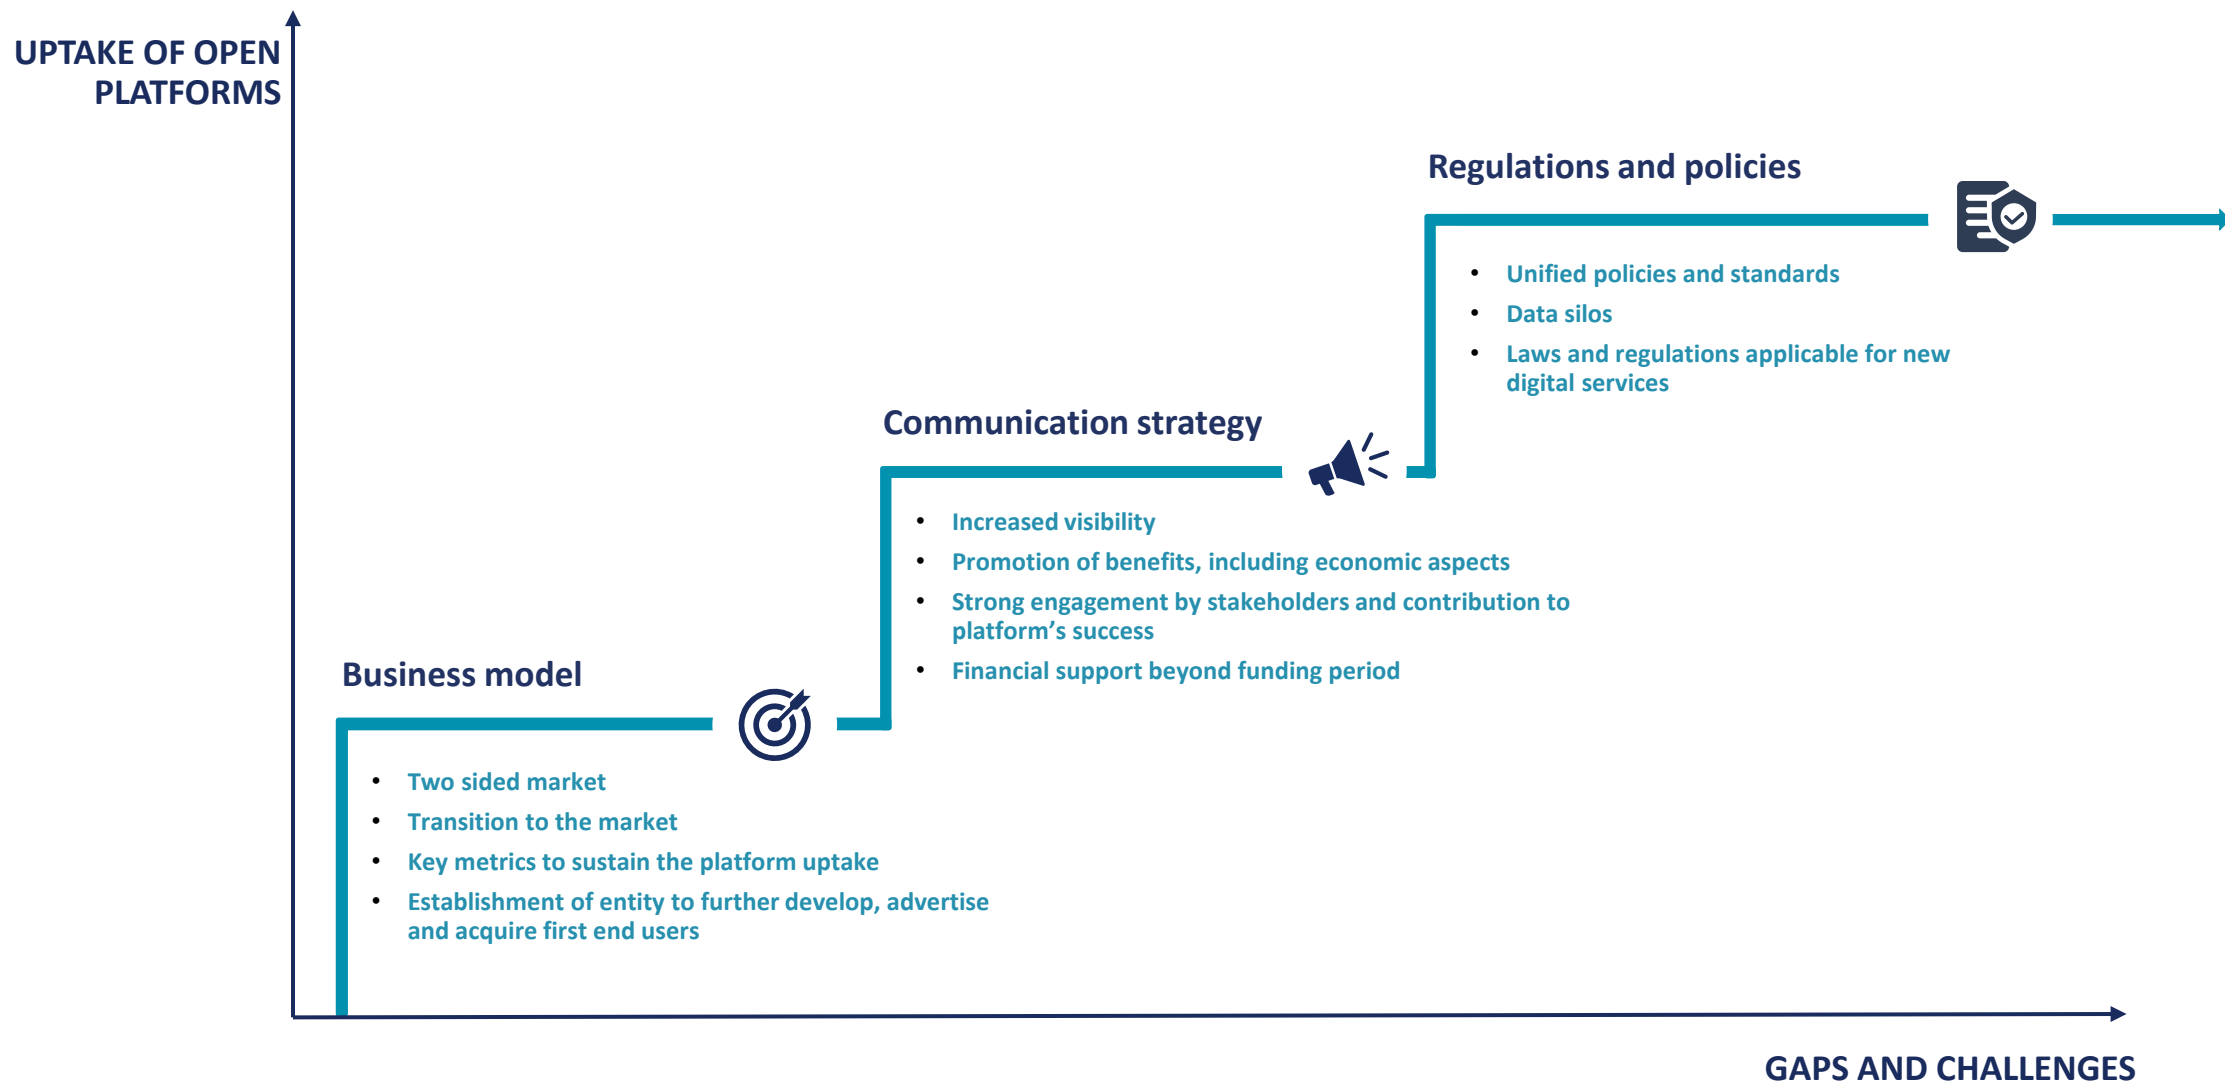 UPTAKE OF OPEN
PLATFORMS
Regulations and policies
• Unified policies and standards
• Data silos
• Laws and regulations applicable for new
digital services
Communication strategy
• Increased visibility
• Promotion of benefits, including economic aspects
• Strong engagement by stakeholders and contribution to
platform’s success
• Financial support beyond funding period
Business model
• Two sided market
• Transition to the market
• Key metrics to sustain the platform uptake
• Establishment of entity to further develop, advertise
and acquire first end users
GAPS AND CHALLENGES